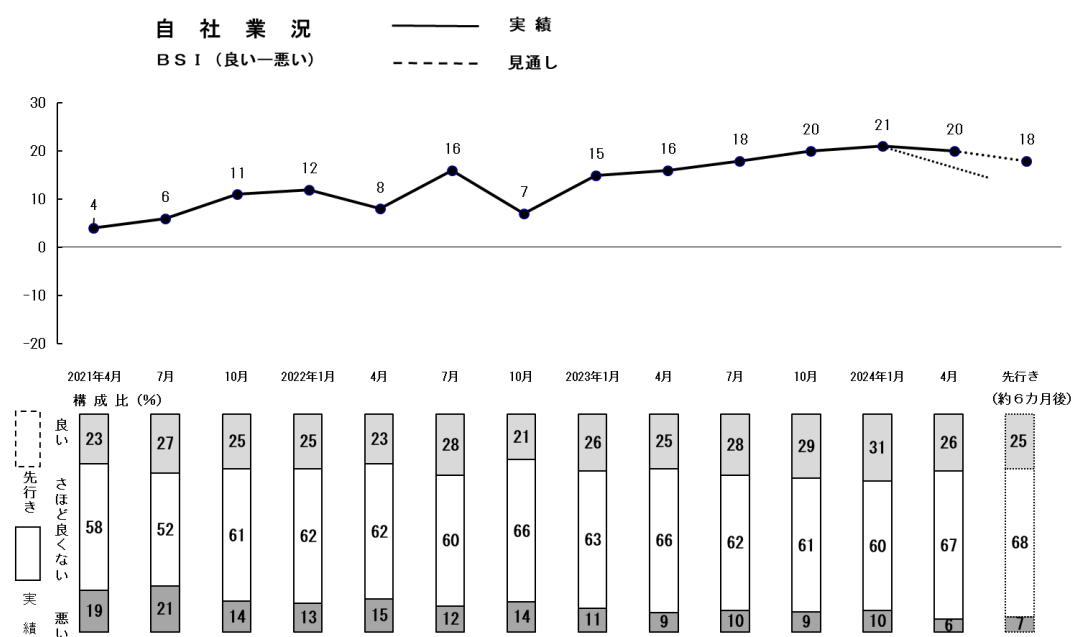 自社業況
BSI（良い―悪い）
実績
見通し
30
20
10
0
-10
-20
4
6
11
12
8
16
7
15
16
18
20
21
20
18
2021年4月 7月 10月 2022年1月 4月 7月 10月 2023年1月 4月 7月 10月 2024年1月 4月 先行き
（約６カ月後）
構成比（%）
良い
23 27 25 25 23 28 21 26 25 28 29 31 26 25
さほど良くない
58 52 61 62 62 60 66 63 66 62 61 60 67 68
悪い
19 21 14 13 15 12 14 11 9 10 9 10 6 7
先行き
実績